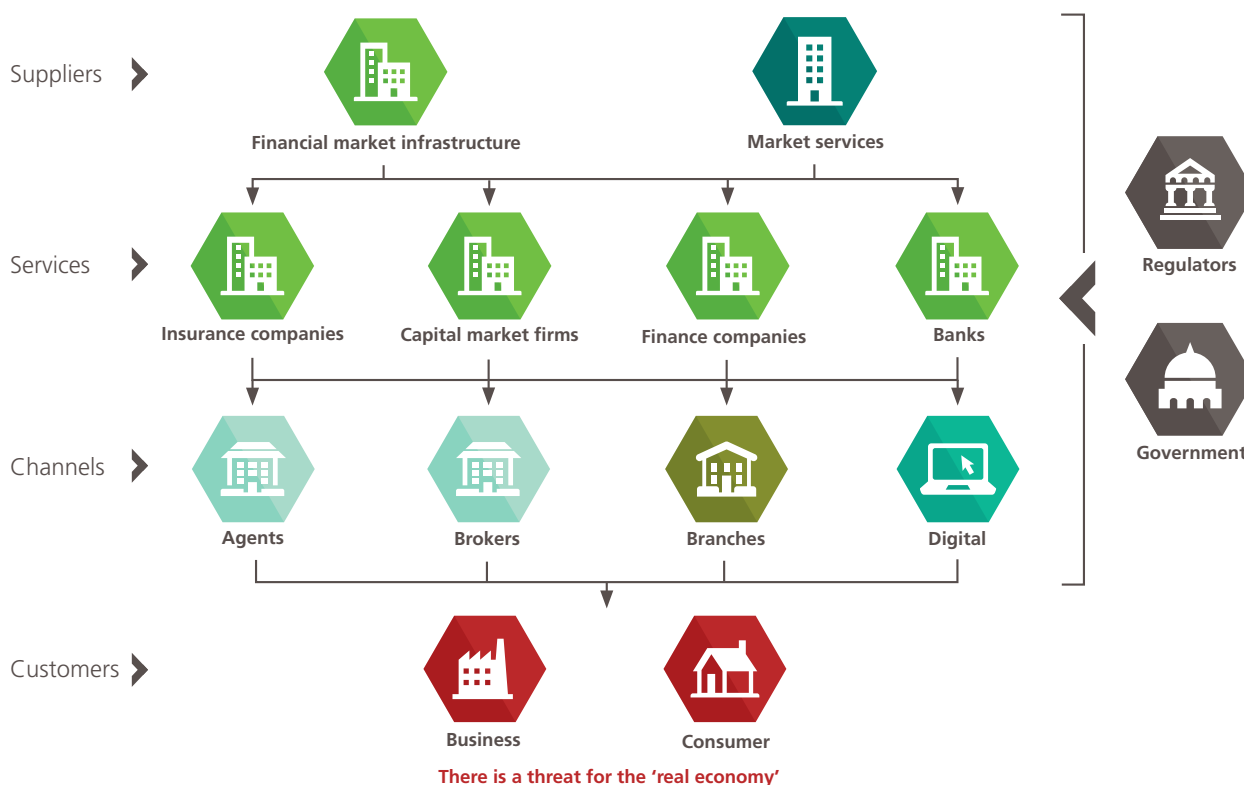 Suppliers
Financial market infrastructure
Market services
Regulators
Services
Insurance companies
Capital market firms
Finance companies
Banks
Government
Channels
Agents
Brokers
Branches
Digital
Customers
Business
Consumer
There is a threat for the ‘real economy’